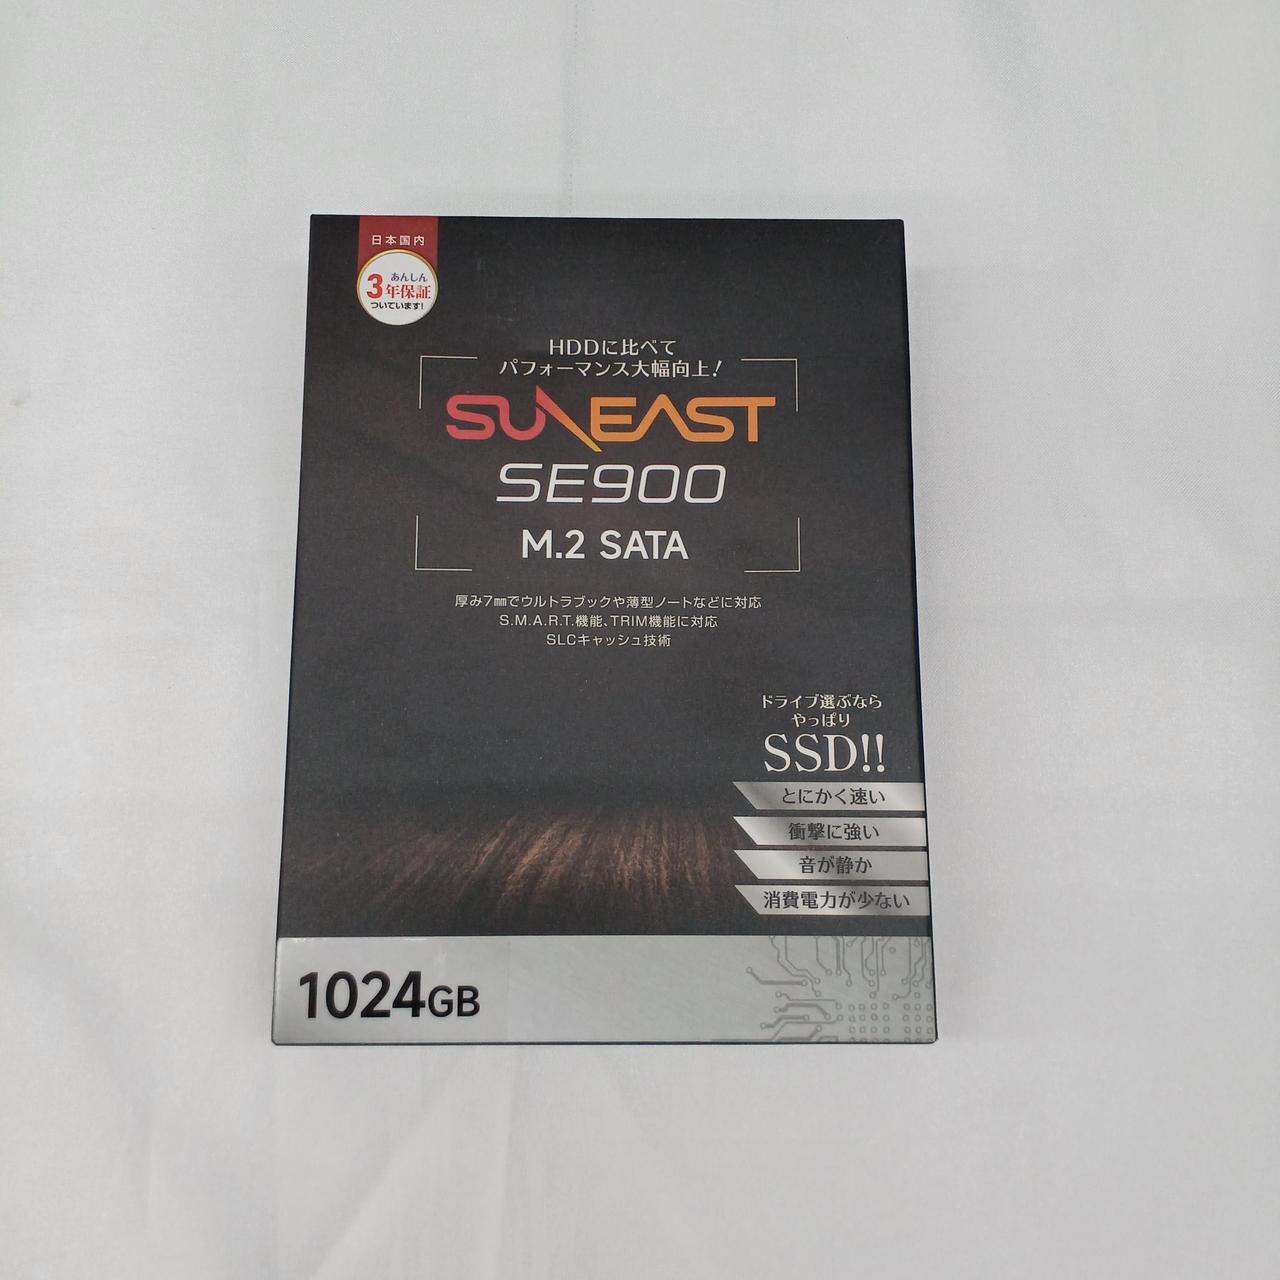 日本国内
あんしん
3年保証
ついています!
HDDに比べて
パフォーマンス大幅向上!
SUNEAST
SE900
M.2 SATA
厚み7㎜でウルトラブックや薄型ノートなどに対応
S.M.A.R.T.機能、TRIM機能に対応
SLCキャッシュ技術
ドライブ選ぶなら
やっぱり
SSD!!
とにかく速い
衝撃に強い
音が静か
消費電力が少ない
1024GB